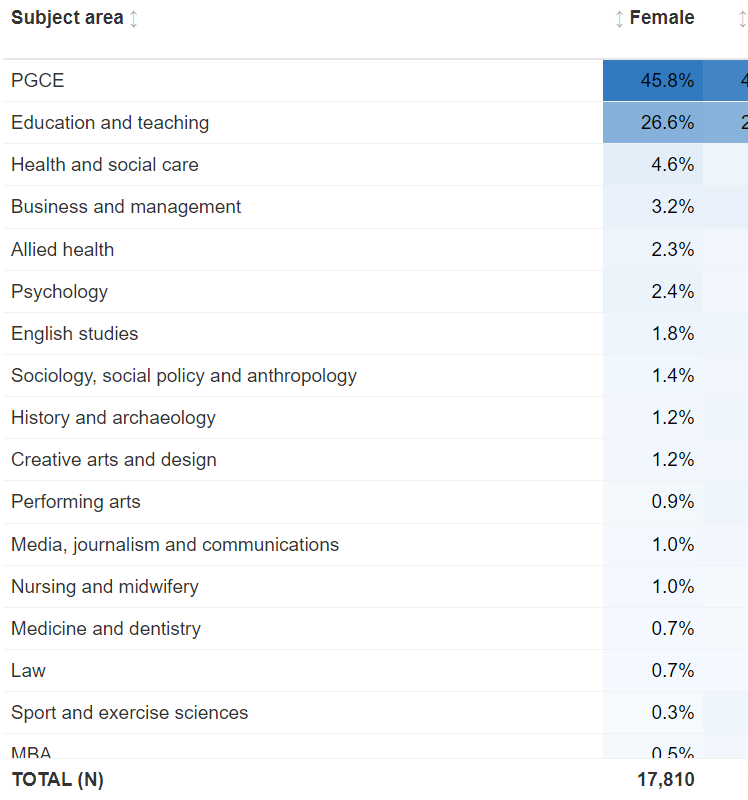 Subject area Female
PGCE 45.8% 4
Education and teaching 26.6% 2
Health and social care 4.6%
Business and management 3.2%
Allied health 2.3%
Psychology 2.4%
English studies 1.8%
Sociology, social policy and anthropology 1.4%
History and archaeology 1.2%
Creative arts and design 1.2%
Performing arts 0.9%
Media, journalism and communications 1.0%
Nursing and midwifery 1.0%
Medicine and dentistry 0.7%
Law 0.7%
Sport and exercise sciences 0.3%
MBA 0.5%
TOTAL (N) 17,810